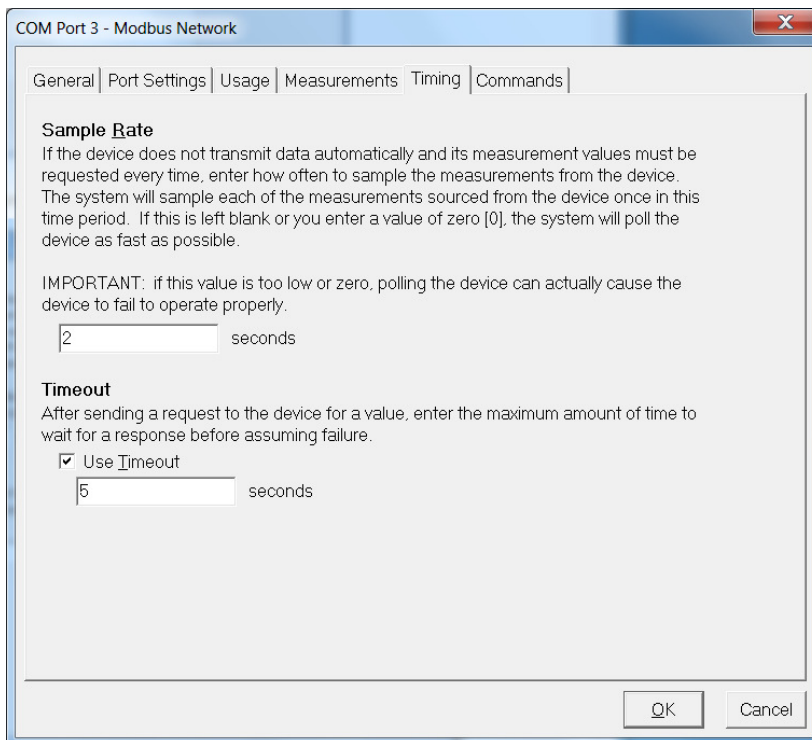 COM Port 3 - Modbus Network
X
General Port Settings Usage Measurements Timing Commands
Sample Rate
If the device does not transmit data automatically and its measurement values must be
requested every time, enter how often to sample the measurements from the device.
The system will sample each of the measurements sourced from the device once in this
time period.  If this is left blank or you enter a value of zero [0], the system will poll the
device as fast as possible.
IMPORTANT:  if this value is too low or zero, polling the device can actually cause the
device to fail to operate properly.
2 seconds
Timeout
After sending a request to the device for a value, enter the maximum amount of time to
wait for a response before assuming failure.
Use Timeout
5 seconds
OK Cancel